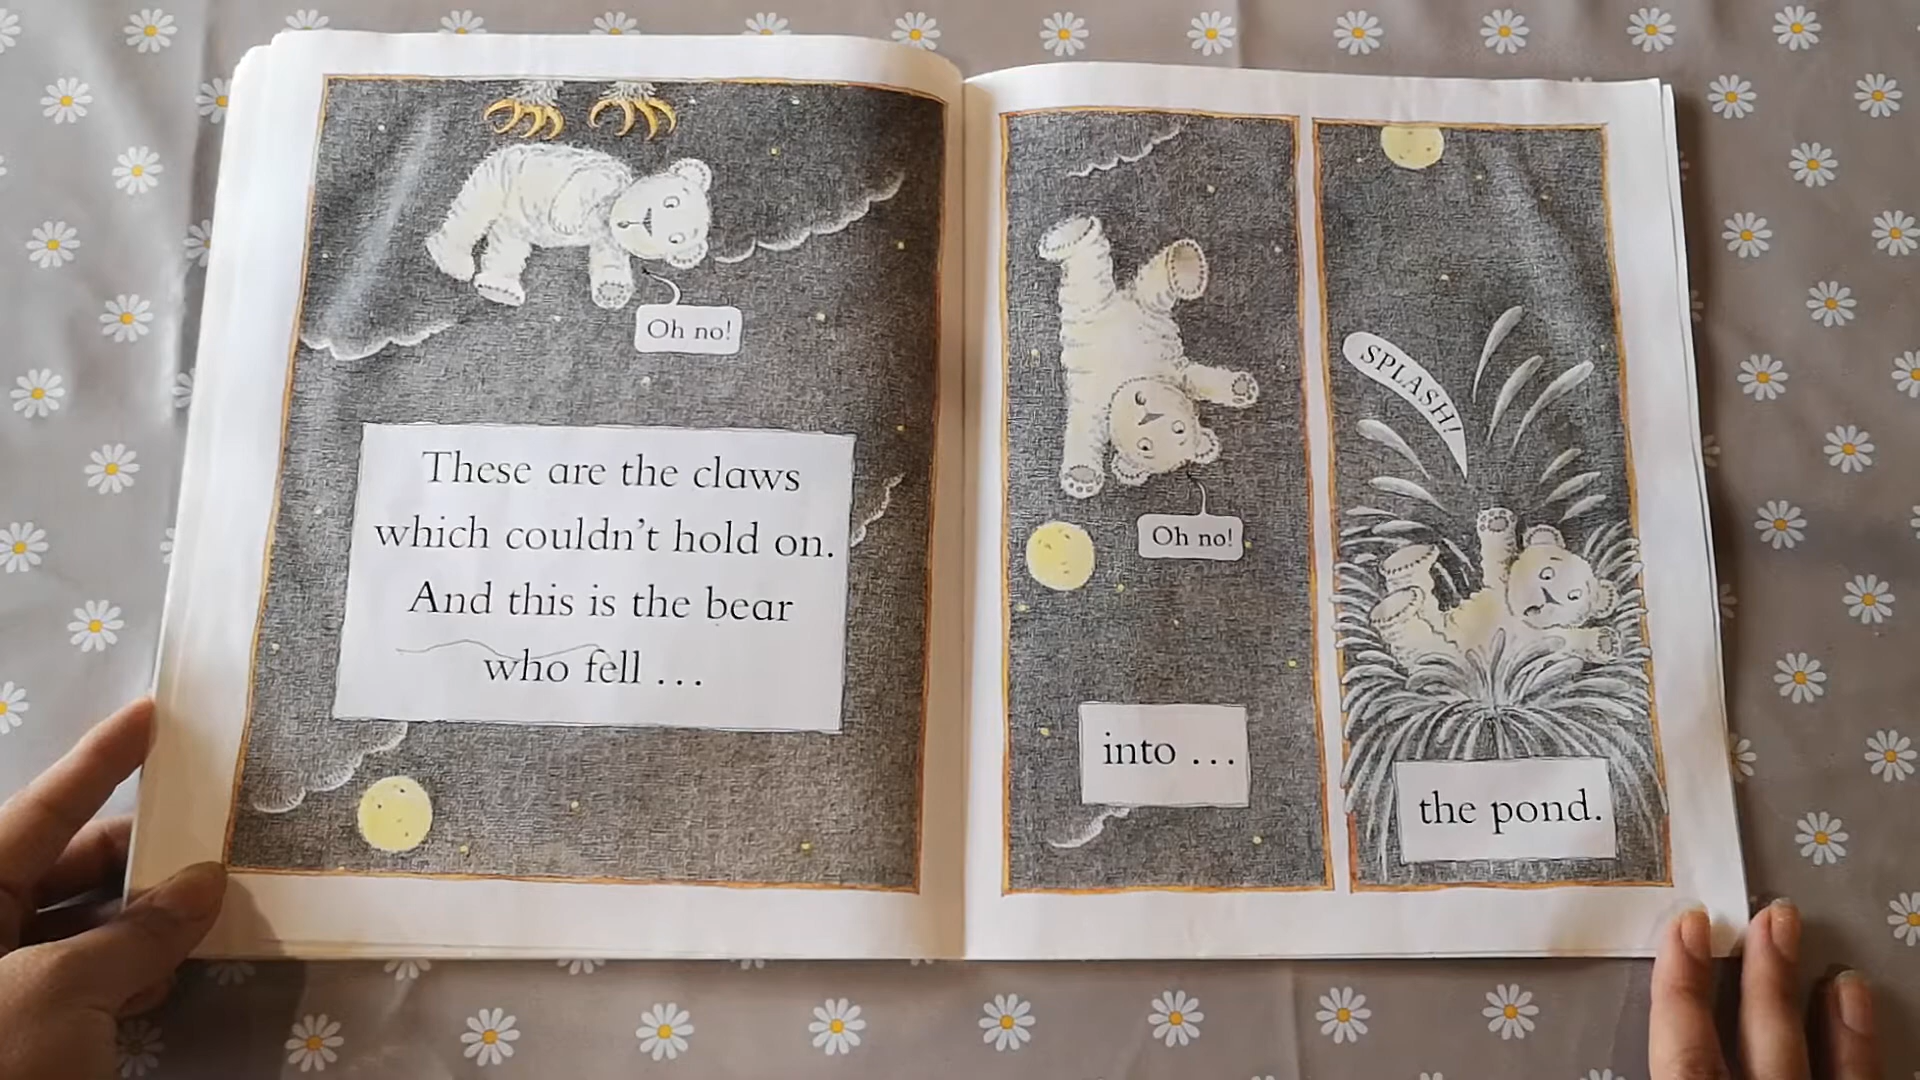 Oh no!
These are the claws
which couldn't hold on.
And this is the bear
who fell ...
Oh no!
into ...
SPLASH!
the pond.